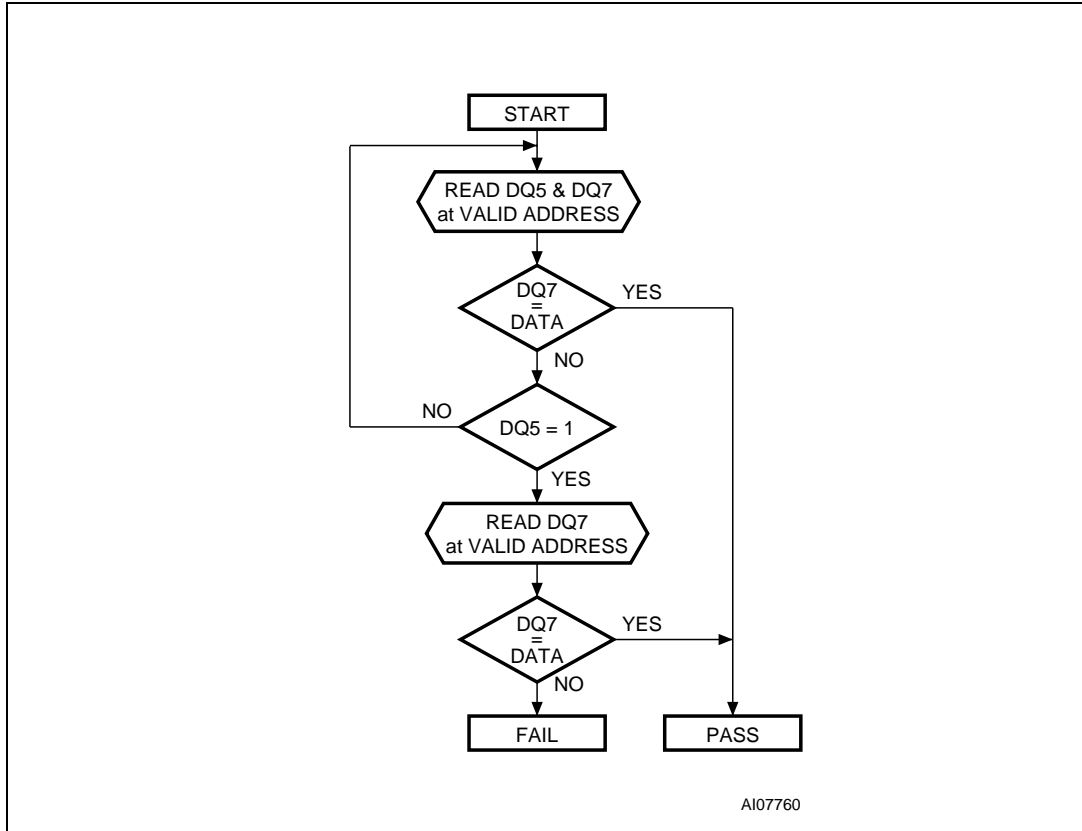 START
READ DQ5 & DQ7
at VALID ADDRESS
DQ7
=
DATA
YES
NO
DQ5 = 1
NO
YES
READ DQ7
at VALID ADDRESS
DQ7
=
DATA
YES
NO
FAIL
PASS
AI07760